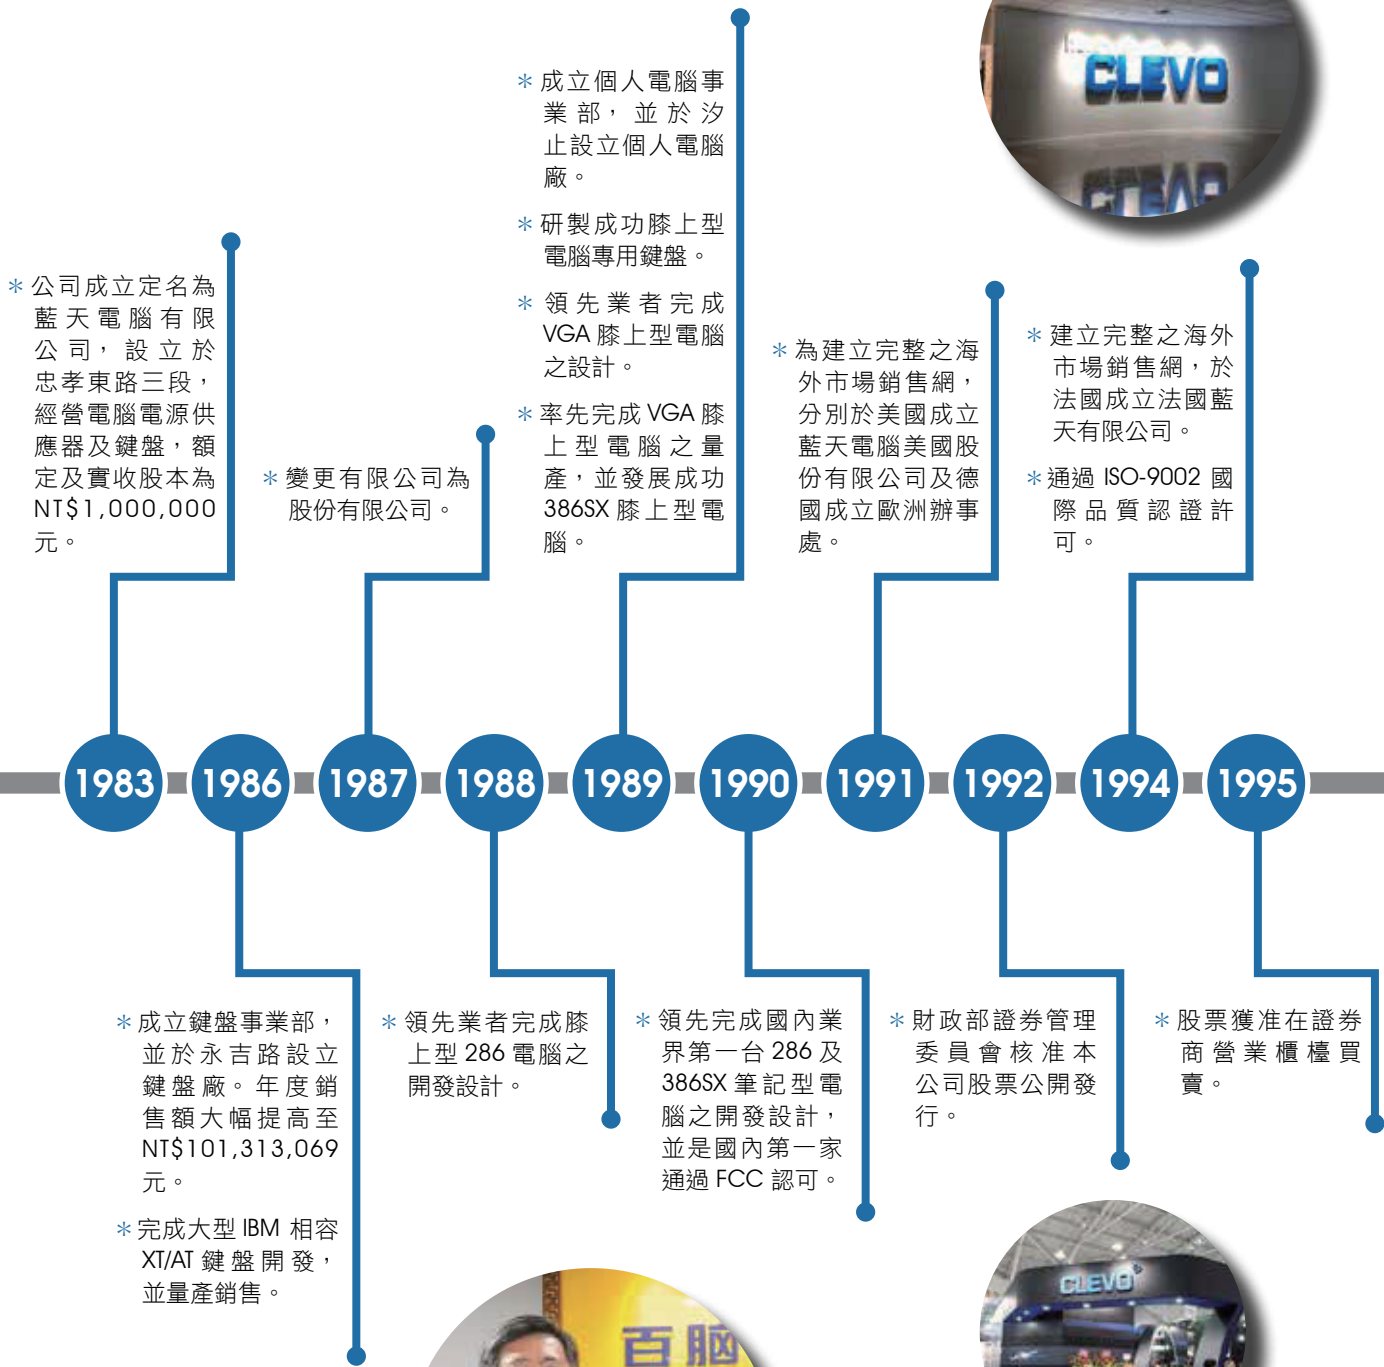 CLEVO
＊成立個人電腦事
業部，並於汐
止設立個人電腦
廠。
＊研製成功膝上型
電腦專用鍵盤。
＊領先業者完成
VGA 膝上型電腦
之設計。
＊率先完成 VGA 膝
上型電腦之量
產，並發展成功
386SX 膝上型電
腦。
＊公司成立定名為
藍天電腦有限
公司，設立於
忠孝東路三段，
經營電腦電源供
應器及鍵盤，額
定及實收股本為
NT$1,000,000
元。
＊變更有限公司為
股份有限公司。
＊為建立完整之海
外市場銷售網，
分別於美國成立
藍天電腦美國股
份有限公司及德
國成立歐洲辦事
處。
＊建立完整之海外
市場銷售網，於
法國成立法國藍
天有限公司。
＊通過 ISO-9002 國
際品質認證許
可。
1983 1986 1987 1988 1989 1990 1991 1992 1994 1995
＊成立鍵盤事業部，
並於永吉路設立
鍵盤廠。年度銷
售額大幅提高至
NT$101,313,069
元。
＊完成大型 IBM 相容
XT/AT 鍵盤開發，
並量產銷售。
＊領先業者完成膝
上型 286 電腦之
開發設計。
＊領先完成國內業
界第一台 286 及
386SX 筆記型電
腦之開發設計，
並是國內第一家
通過 FCC 認可。
＊財政部證券管理
委員會核准本
公司股票公開發
行。
＊股票獲准在證券
商營業櫃檯買
賣。
百脑
CLEVO